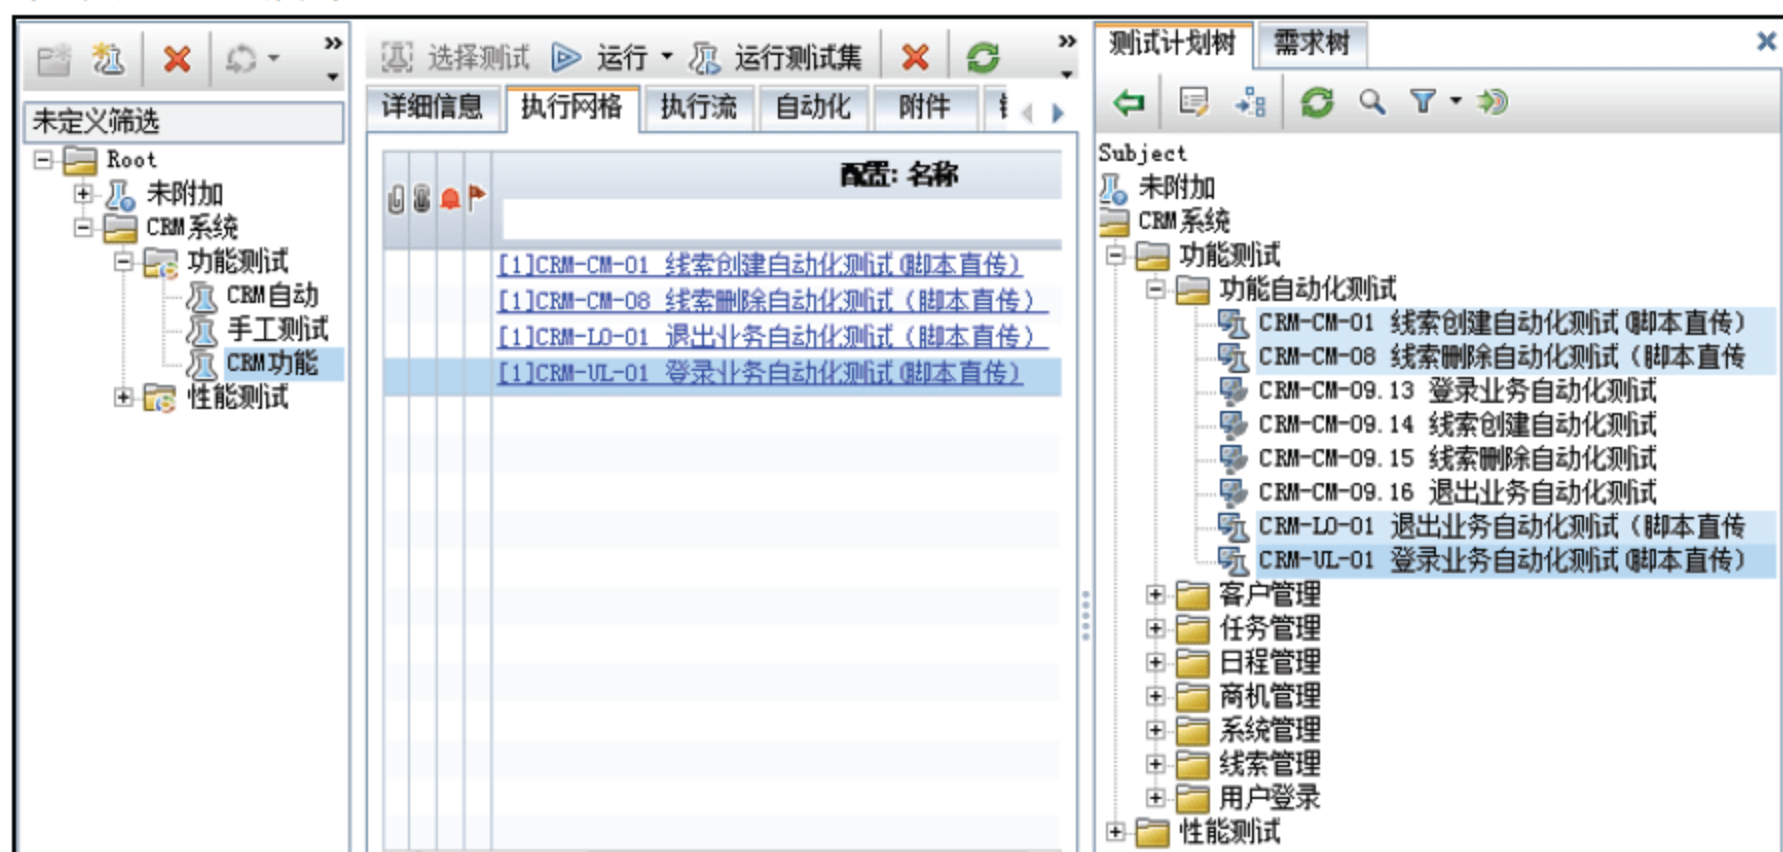 选择测试 运行 运行测试集
未定义筛选
Root
未附加
CRM系统
功能测试
CRM自动
手工测试
CRM功能
性能测试
详细信息 执行网格 执行流 自动化 附件
配置: 名称
[1]CRM-CM-01 线索创建自动化测试(脚本直传)
[1]CRM-CM-08 线索删除自动化测试（脚本直传）
[1]CRM-LO-01 退出业务自动化测试（脚本直传）
[1]CRM-UL-01 登录业务自动化测试(脚本直传)
测试计划树 需求树
Subject
未附加
CRM系统
功能测试
功能自动化测试
CRM-CM-01 线索创建自动化测试(脚本直传)
CRM-CM-08 线索删除自动化测试（脚本直传
CRM-CM-09.13 登录业务自动化测试
CRM-CM-09.14 线索创建自动化测试
CRM-CM-09.15 线索删除自动化测试
CRM-CM-09.16 退出业务自动化测试
CRM-LO-01 退出业务自动化测试（脚本直传
CRM-UL-01 登录业务自动化测试(脚本直传)
客户管理
任务管理
日程管理
商机管理
系统管理
线索管理
用户登录
性能测试